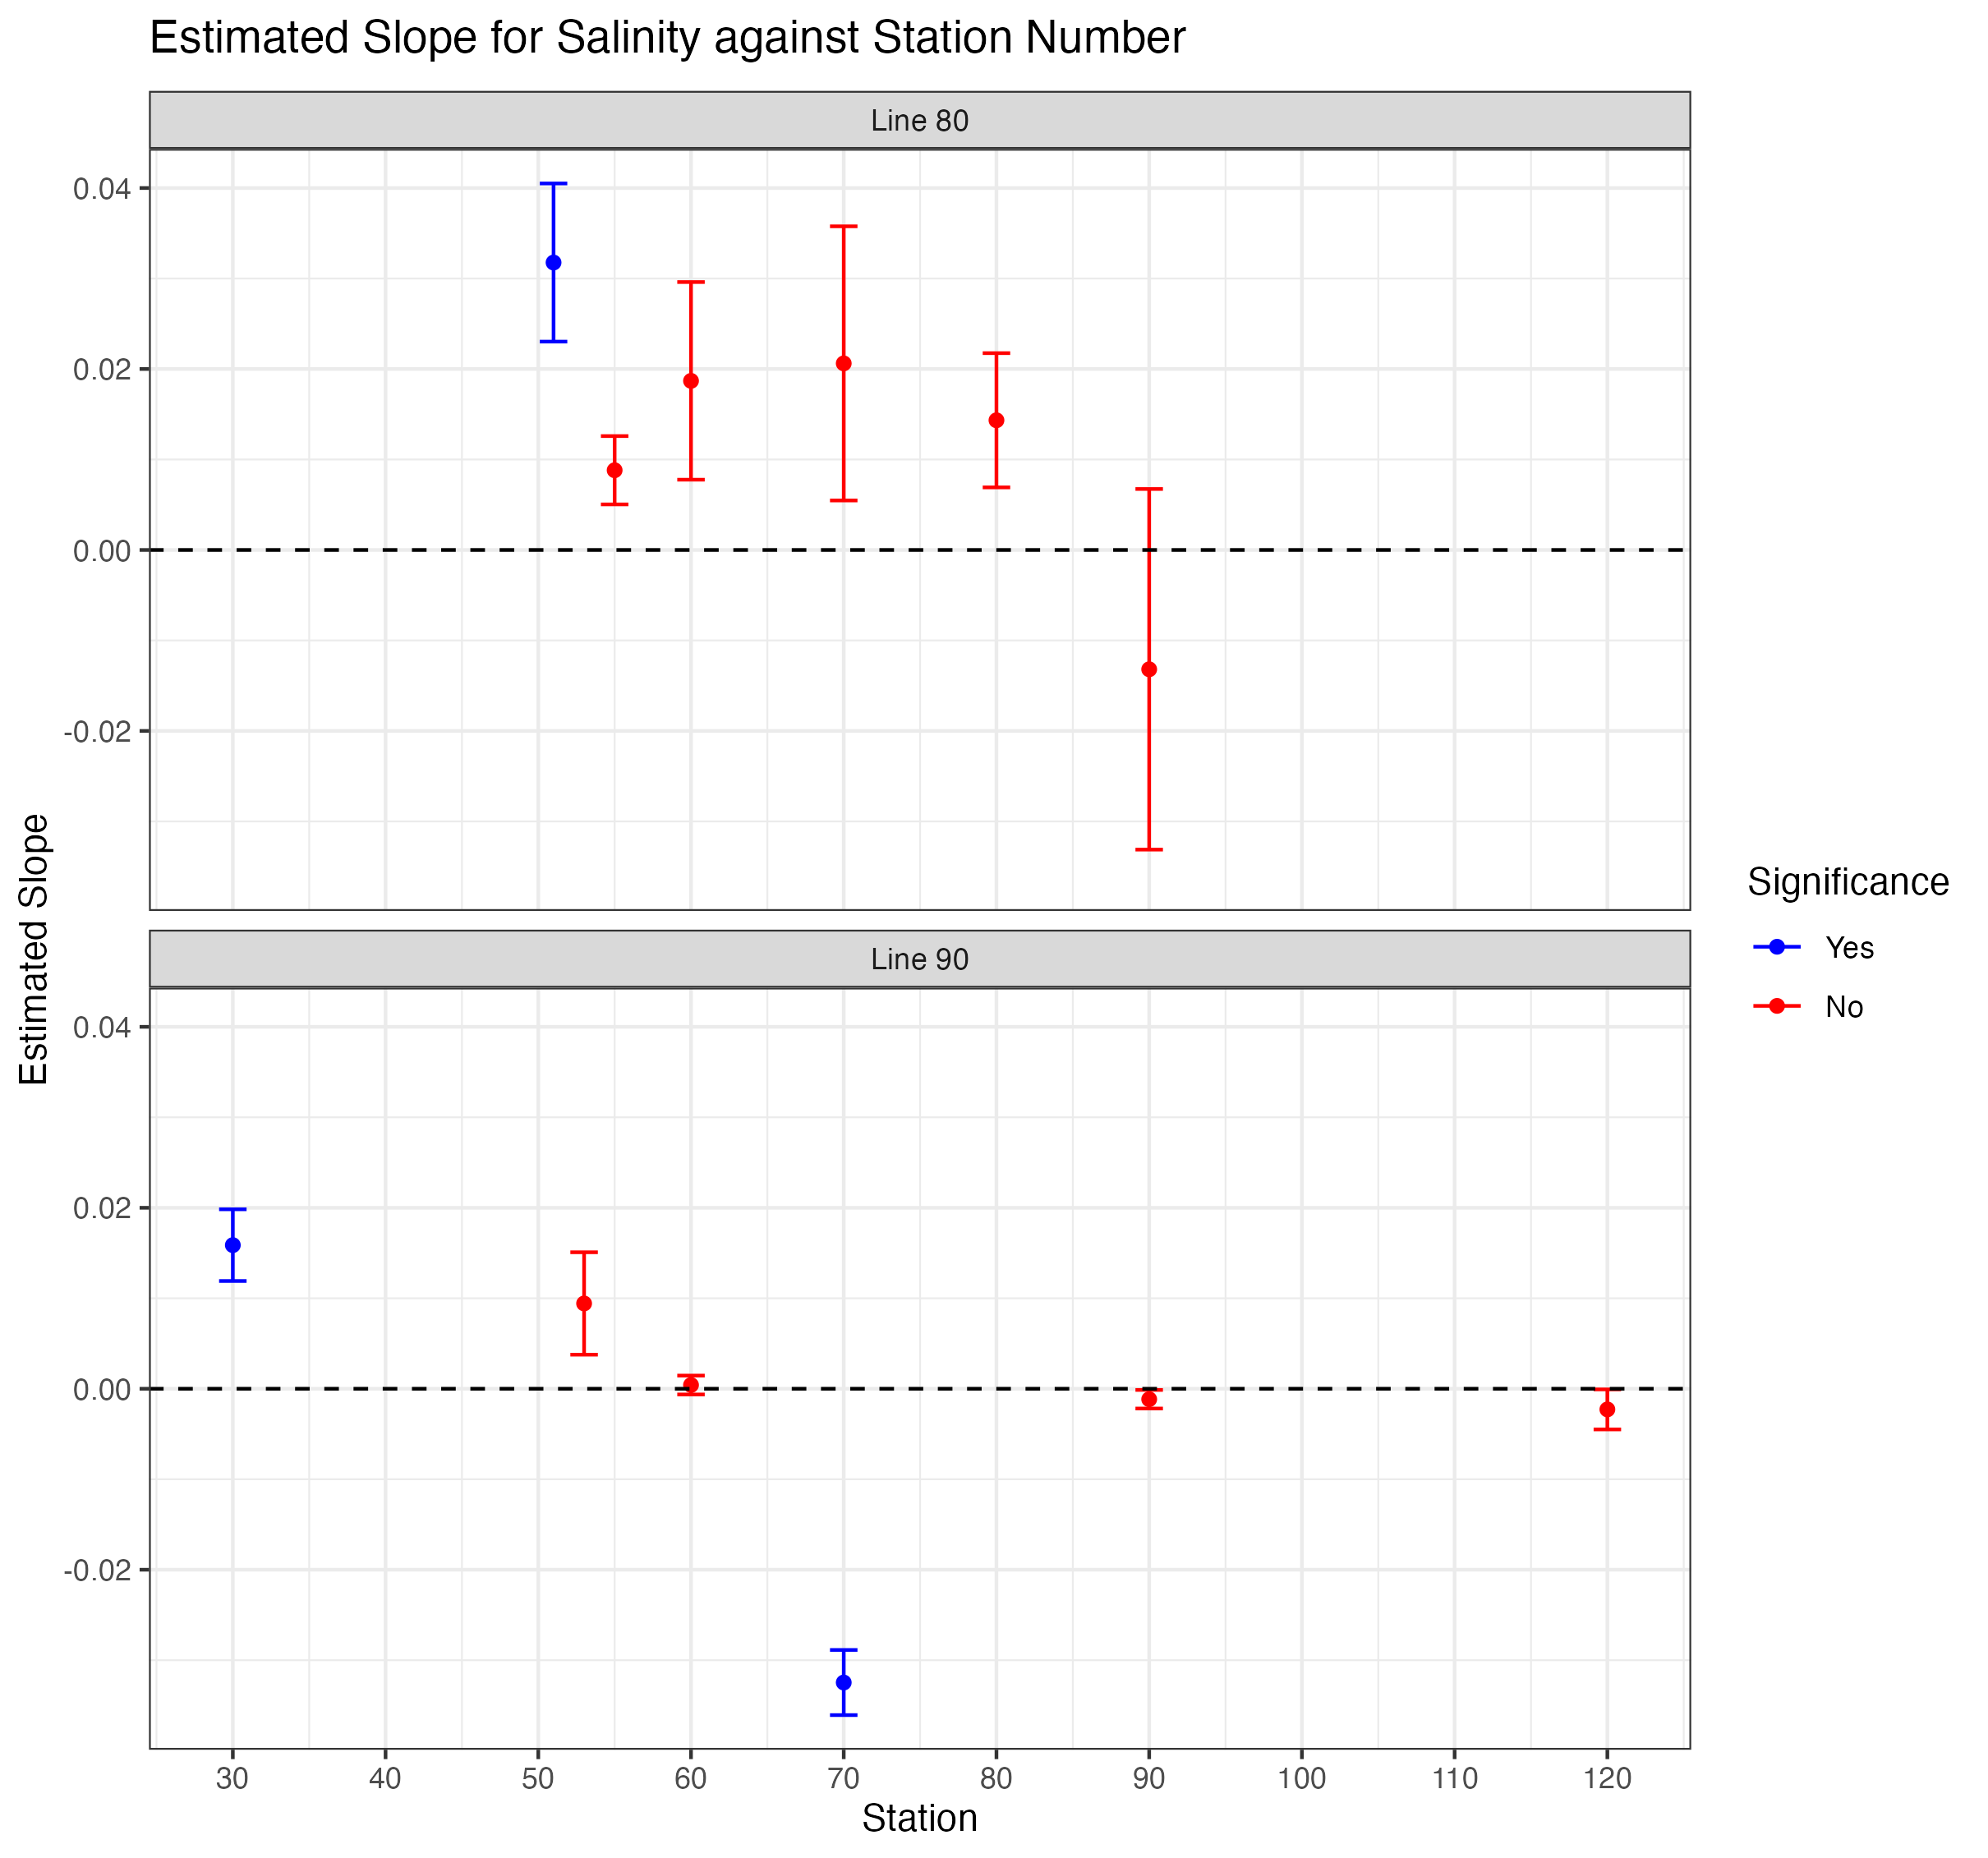 Estimated Slope for Salinity against Station Number
Line 80
0.04
0.02
0.00
-0.02
Line 90
0.04
0.02
0.00
-0.02
30 40 50 60 70 80 90 100 110 120
Station
Estimated Slope
Significance
Yes
No